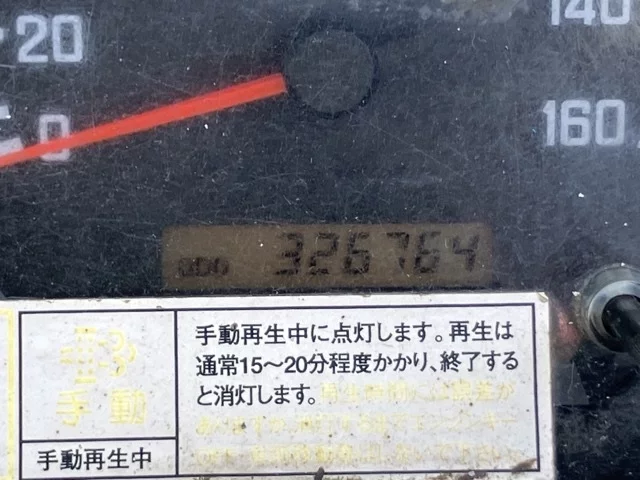 20
140
0
160
ODO 326764
手動
手動再生中
手動再生中に点灯します。再生は
通常15～20分程度かかり、終了する
と消灯します。